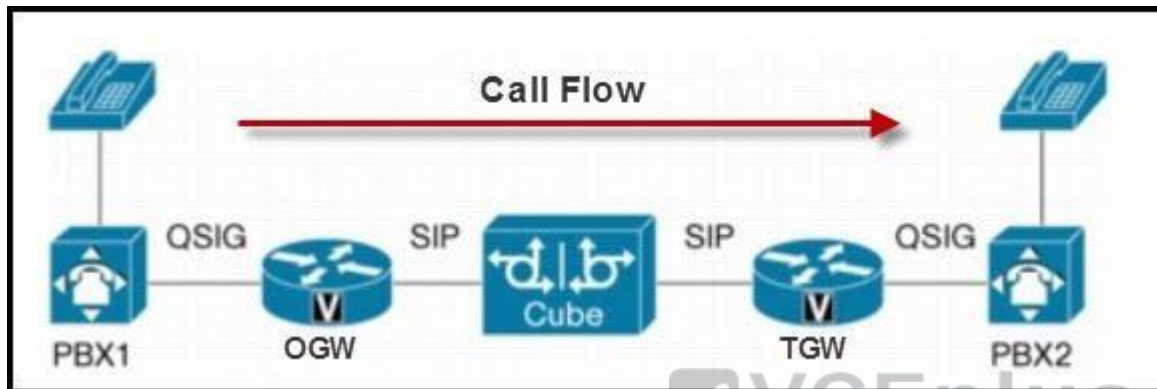 Call Flow
QSIG SIP SIP QSIG
V Cube V
PBX1 OGW TGW PBX2